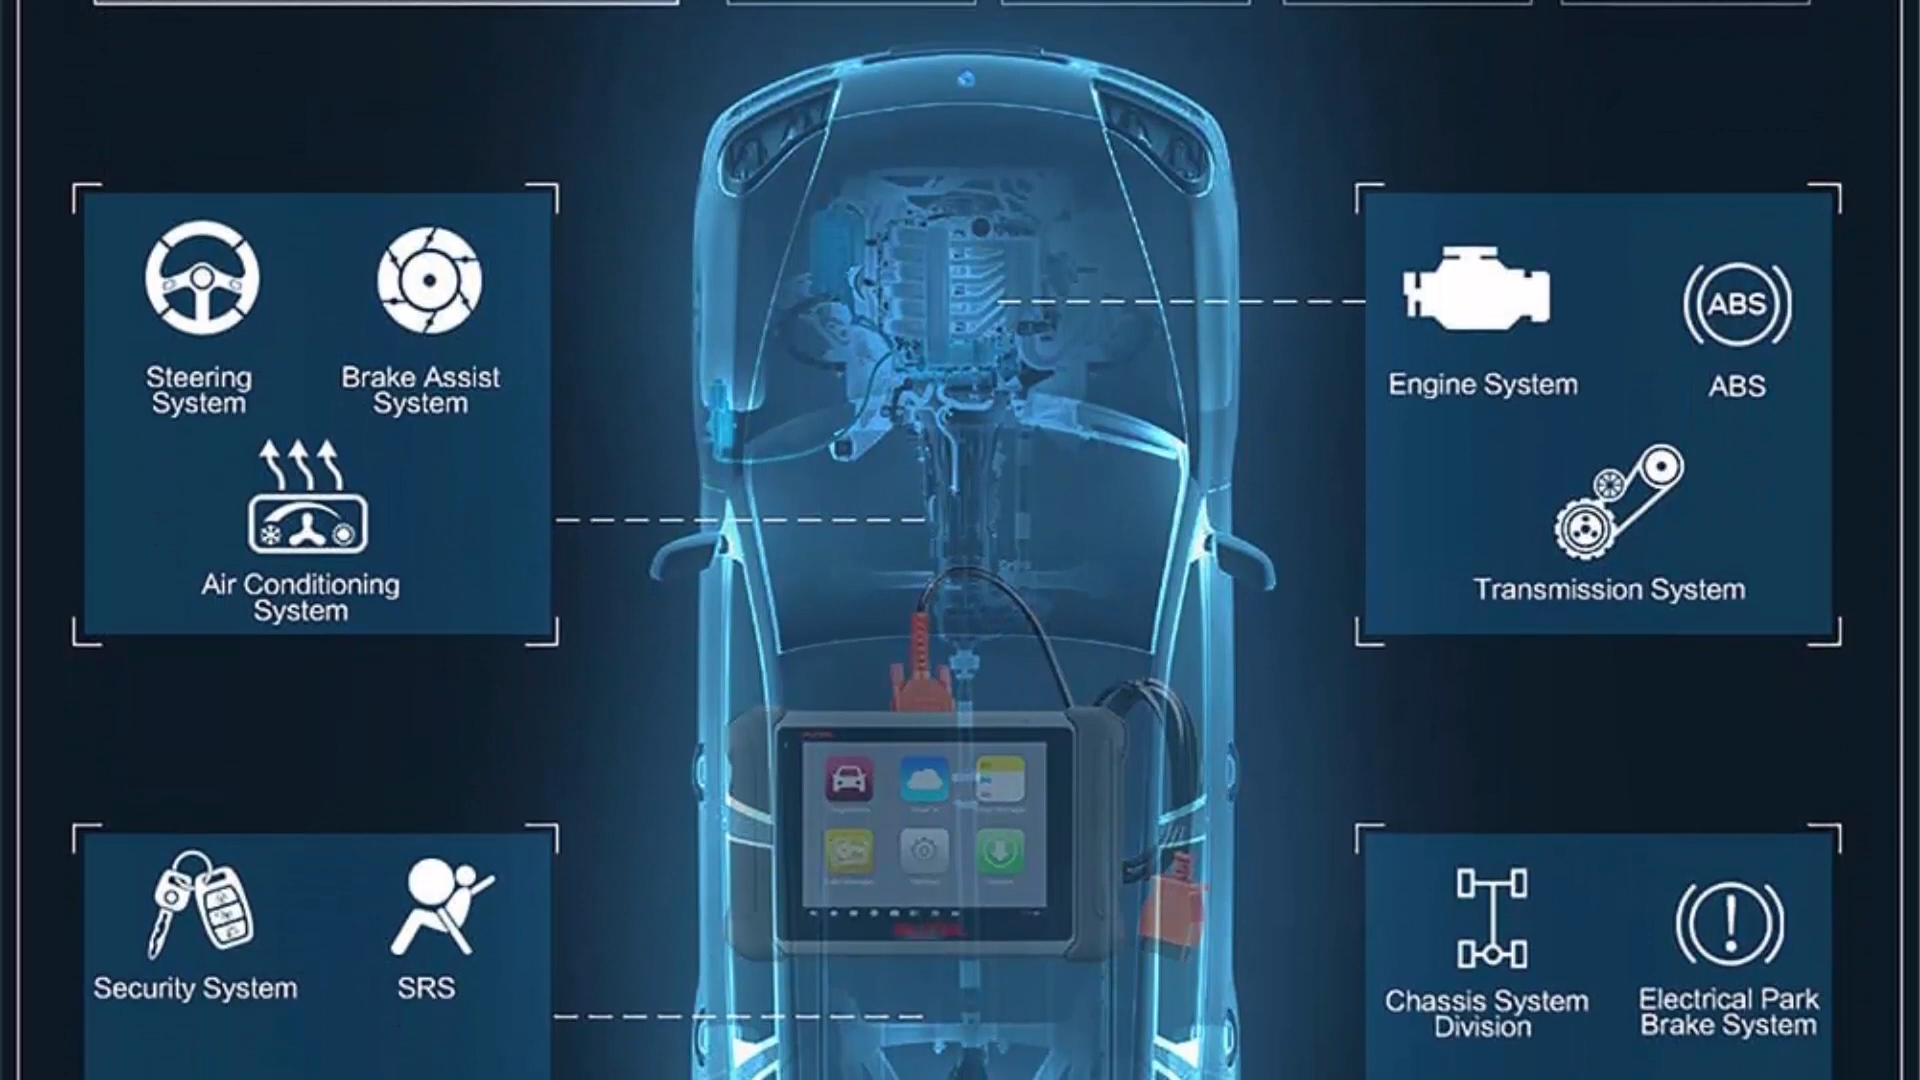 Steering
System
Brake Assist
System
Air Conditioning
System
Engine System
ABS
ABS
Transmission System
Security System
SRS
Chassis System
Division
Electrical Park
Brake System